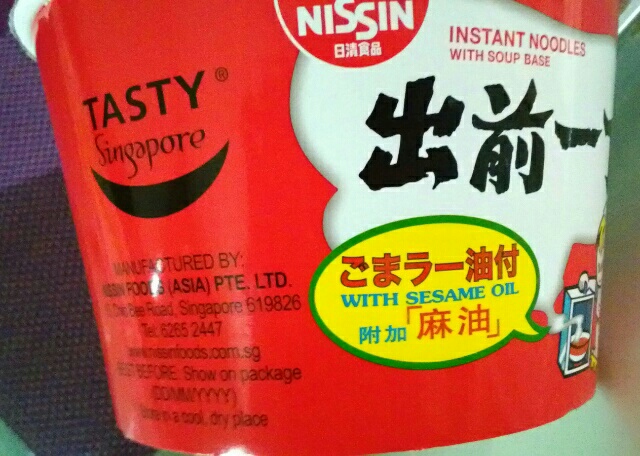 NISSIN
日清食品
INSTANT NOODLES
WITH SOUP BASE
TASTY®
Singapore
出前一
MANUFACTURED BY:
NISSIN FOODS (ASIA) PTE. LTD.
Bee Road, Singapore 619826
Tel: 6265 2447
www.nissinfoods.com.sg
BEST BEFORE: Show on package
(DD/MM/YYYY)
Store in a cool, dry place
ごまラー油付
WITH SESAME OIL
附加「麻油」